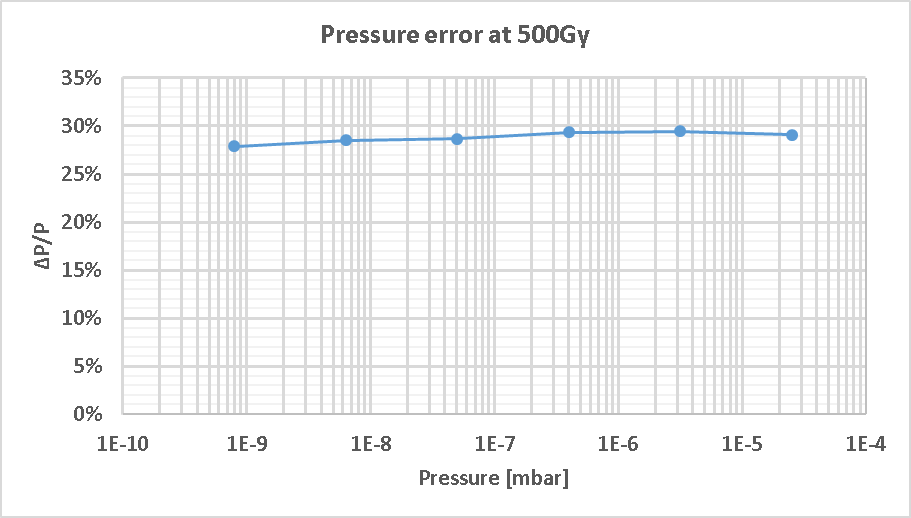 Pressure error at 500Gy
35%
30%
25%
20%
15%
10%
5%
0%
ΔP/P
1E-10 1E-9 1E-8 1E-7 1E-6 1E-5 1E-4
Pressure [mbar]